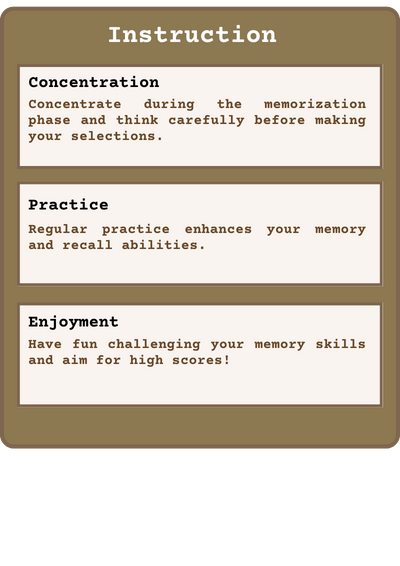 Instruction
Concentration
Concentrate during the memorization
phase and think carefully before making
your selections.
Practice
Regular practice enhances your memory
and recall abilities.
Enjoyment
Have fun challenging your memory skills
and aim for high scores!